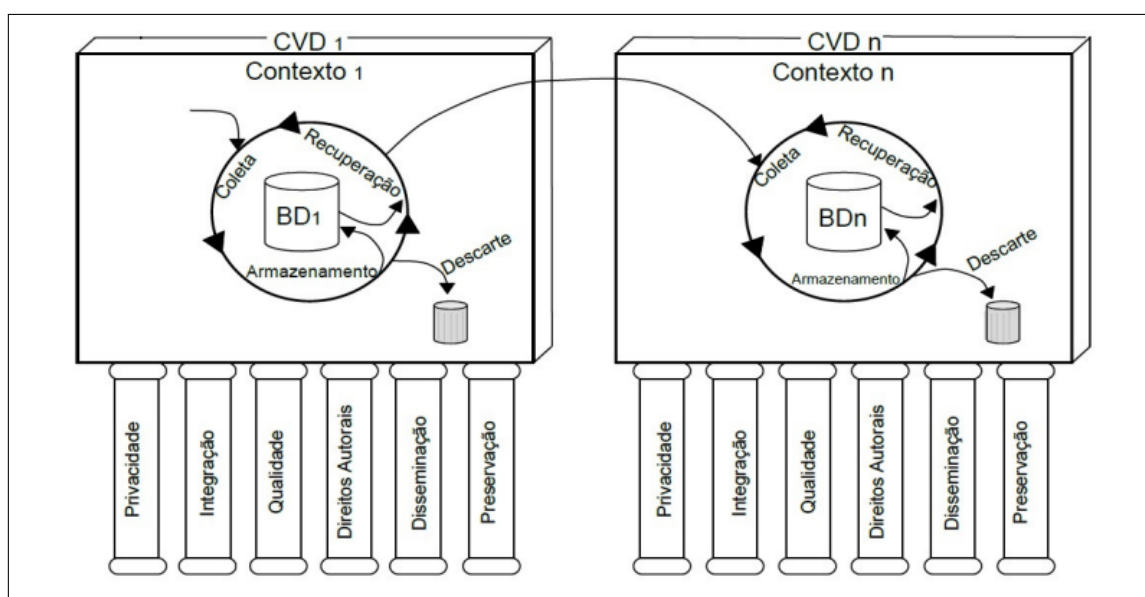 CVD 1
Contexto 1
Coleta
Recuperação
BD1
Armazenamento
Descarte
Privacidade
Integração
Qualidade
Direitos Autorais
Disseminação
Preservação
CVD n
Contexto n
Coleta
Recuperação
BDn
Armazenamento
Descarte
Privacidade
Integração
Qualidade
Direitos Autorais
Disseminação
Preservação